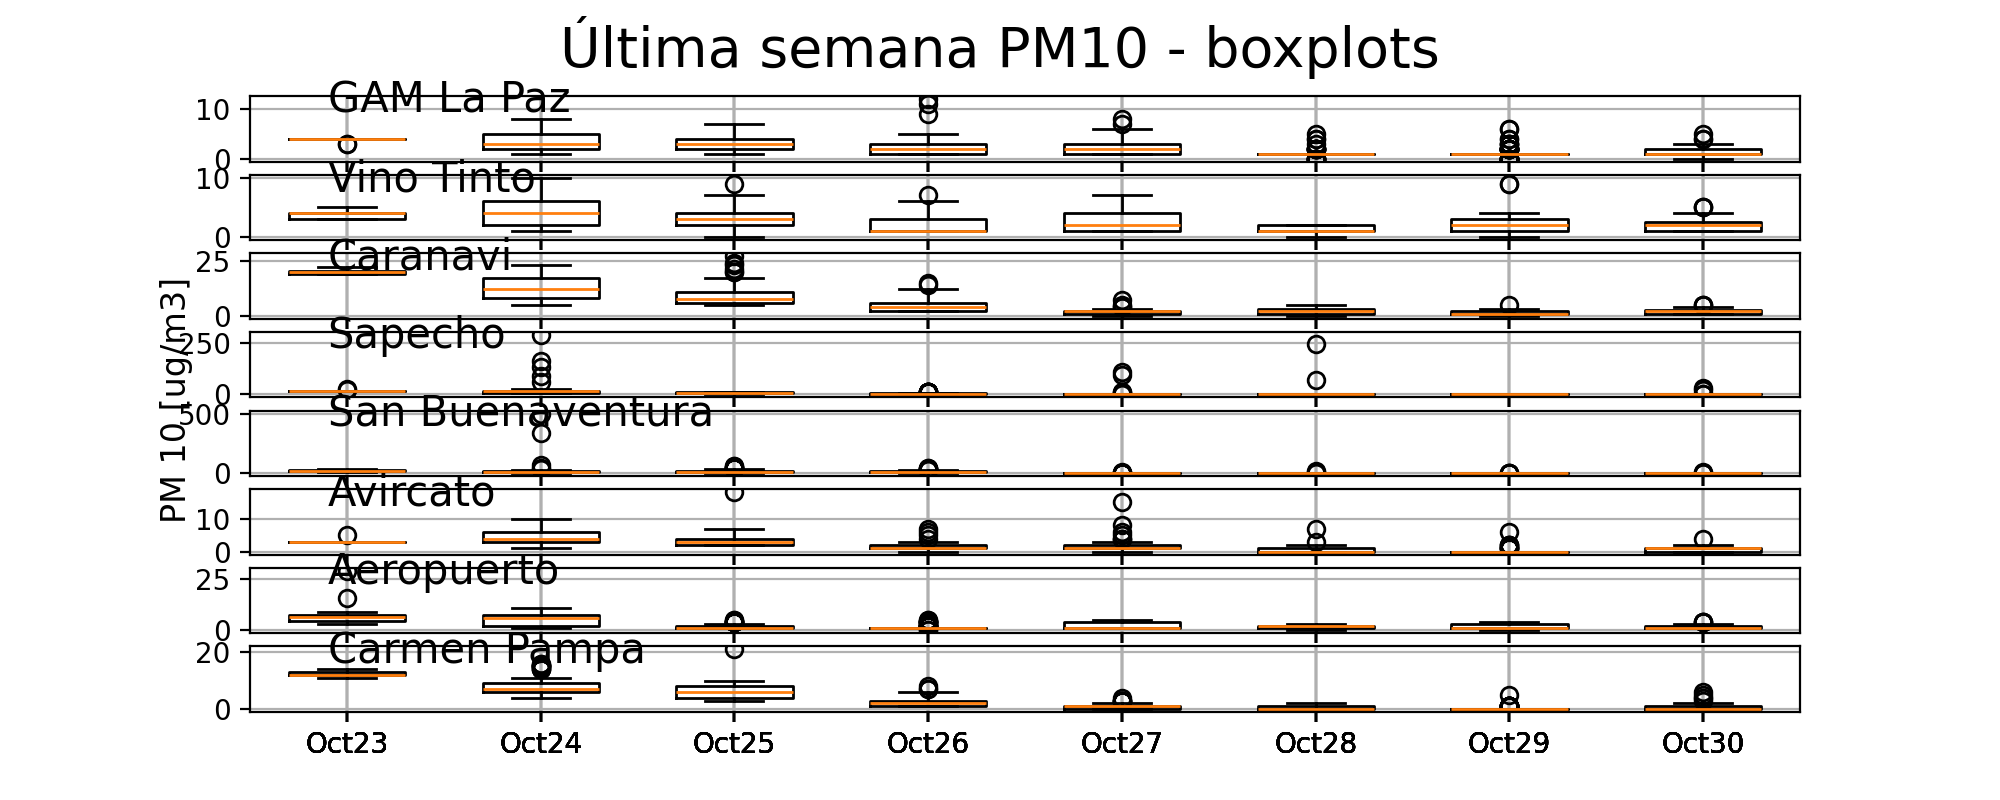 Última semana PM10 - boxplots
GAM La Paz
10
0
Vino Tinto
10
0
Caranavi
25
0
PM 10 [ug/m3]
Sapecho
250
0
San Buenaventura
500
0
Avircato
10
0
Aeropuerto
25
0
Carmen Pampa
20
0
Oct23 Oct24 Oct25 Oct26 Oct27 Oct28 Oct29 Oct30